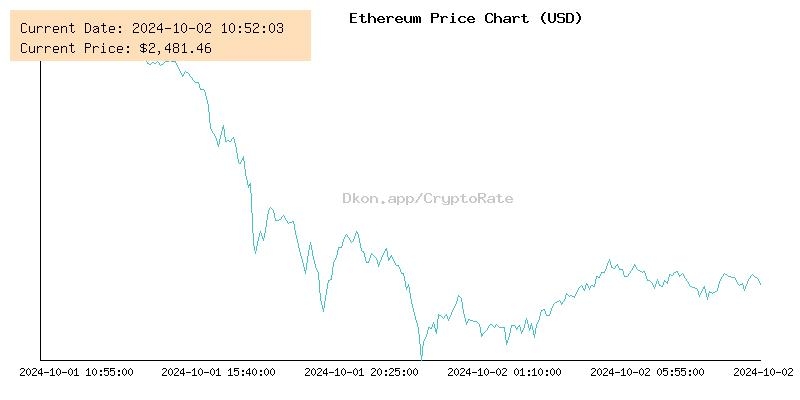 Ethereum Price Chart (USD)
Current Date: 2024-10-02 10:52:03
Current Price: $2,481.46
Dkon.app/CryptoRate
2024-10-01 10:55:00 2024-10-01 15:40:00 2024-10-01 20:25:00 2024-10-02 01:10:00 2024-10-02 05:55:00 2024-10-02